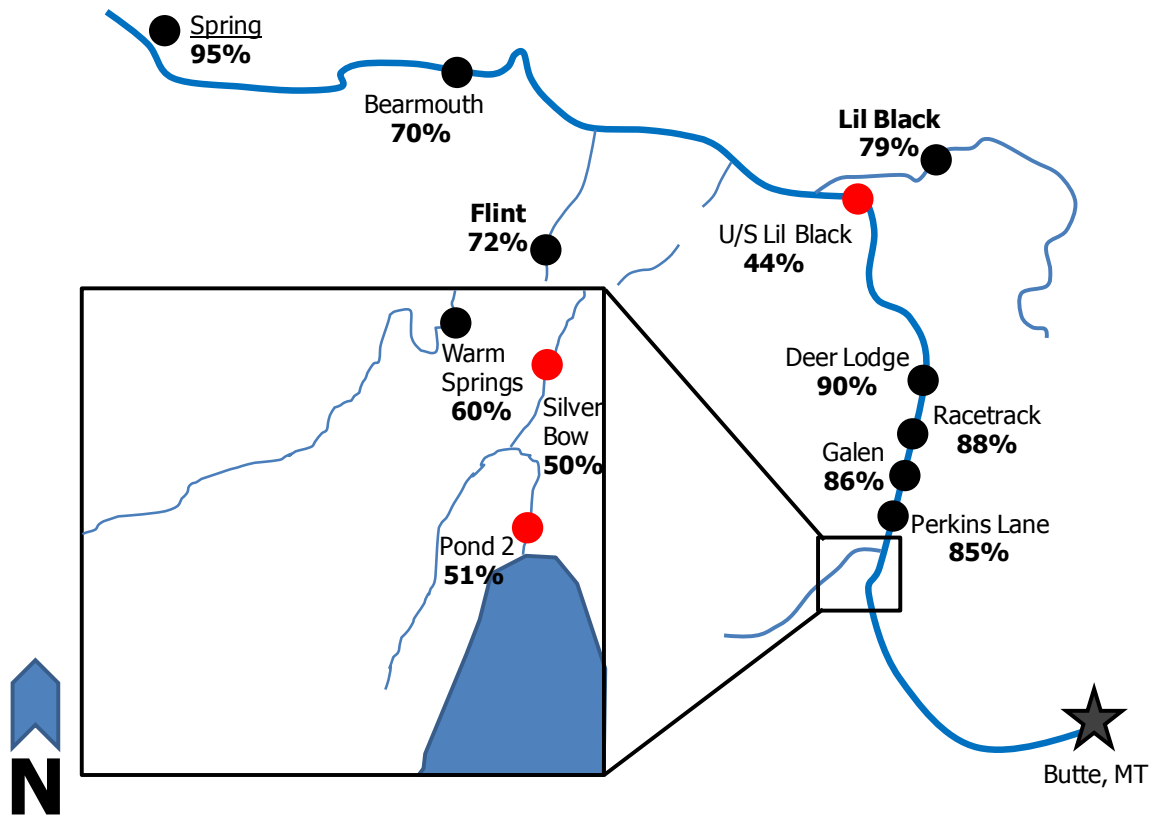 Spring
95%
Bearmouth
70%
Lil Black
79%
Flint
72%
U/S Lil Black
44%
Warm
Springs
60%
Silver
Bow
50%
Pond 2
51%
Deer Lodge
90%
Racetrack
88%
Galen
86%
Perkins Lane
85%
N
Butte, MT